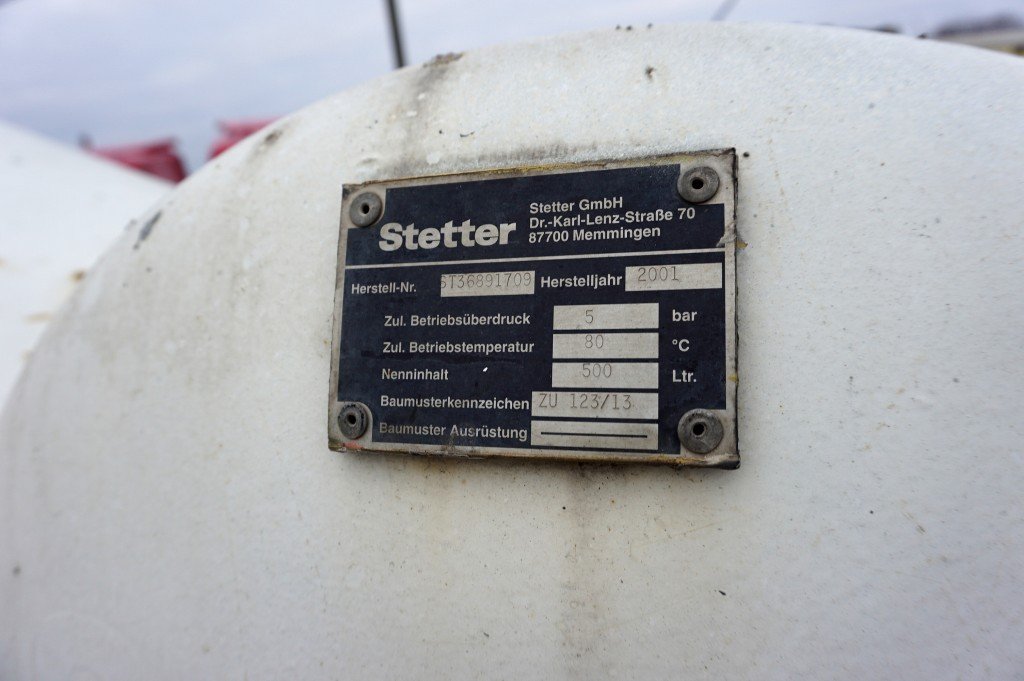 Stetter
Stetter GmbH
Dr.-Karl-Lenz-Straße 70
87700 Memmingen
Herstell-Nr. ST36891709 Herstelljahr 2001
Zul. Betriebsüberdruck 5 bar
Zul. Betriebstemperatur 80 °C
Nenninhalt 500 Ltr.
Baumusterkennzeichen ZU 123/13
Baumuster Ausrüstung